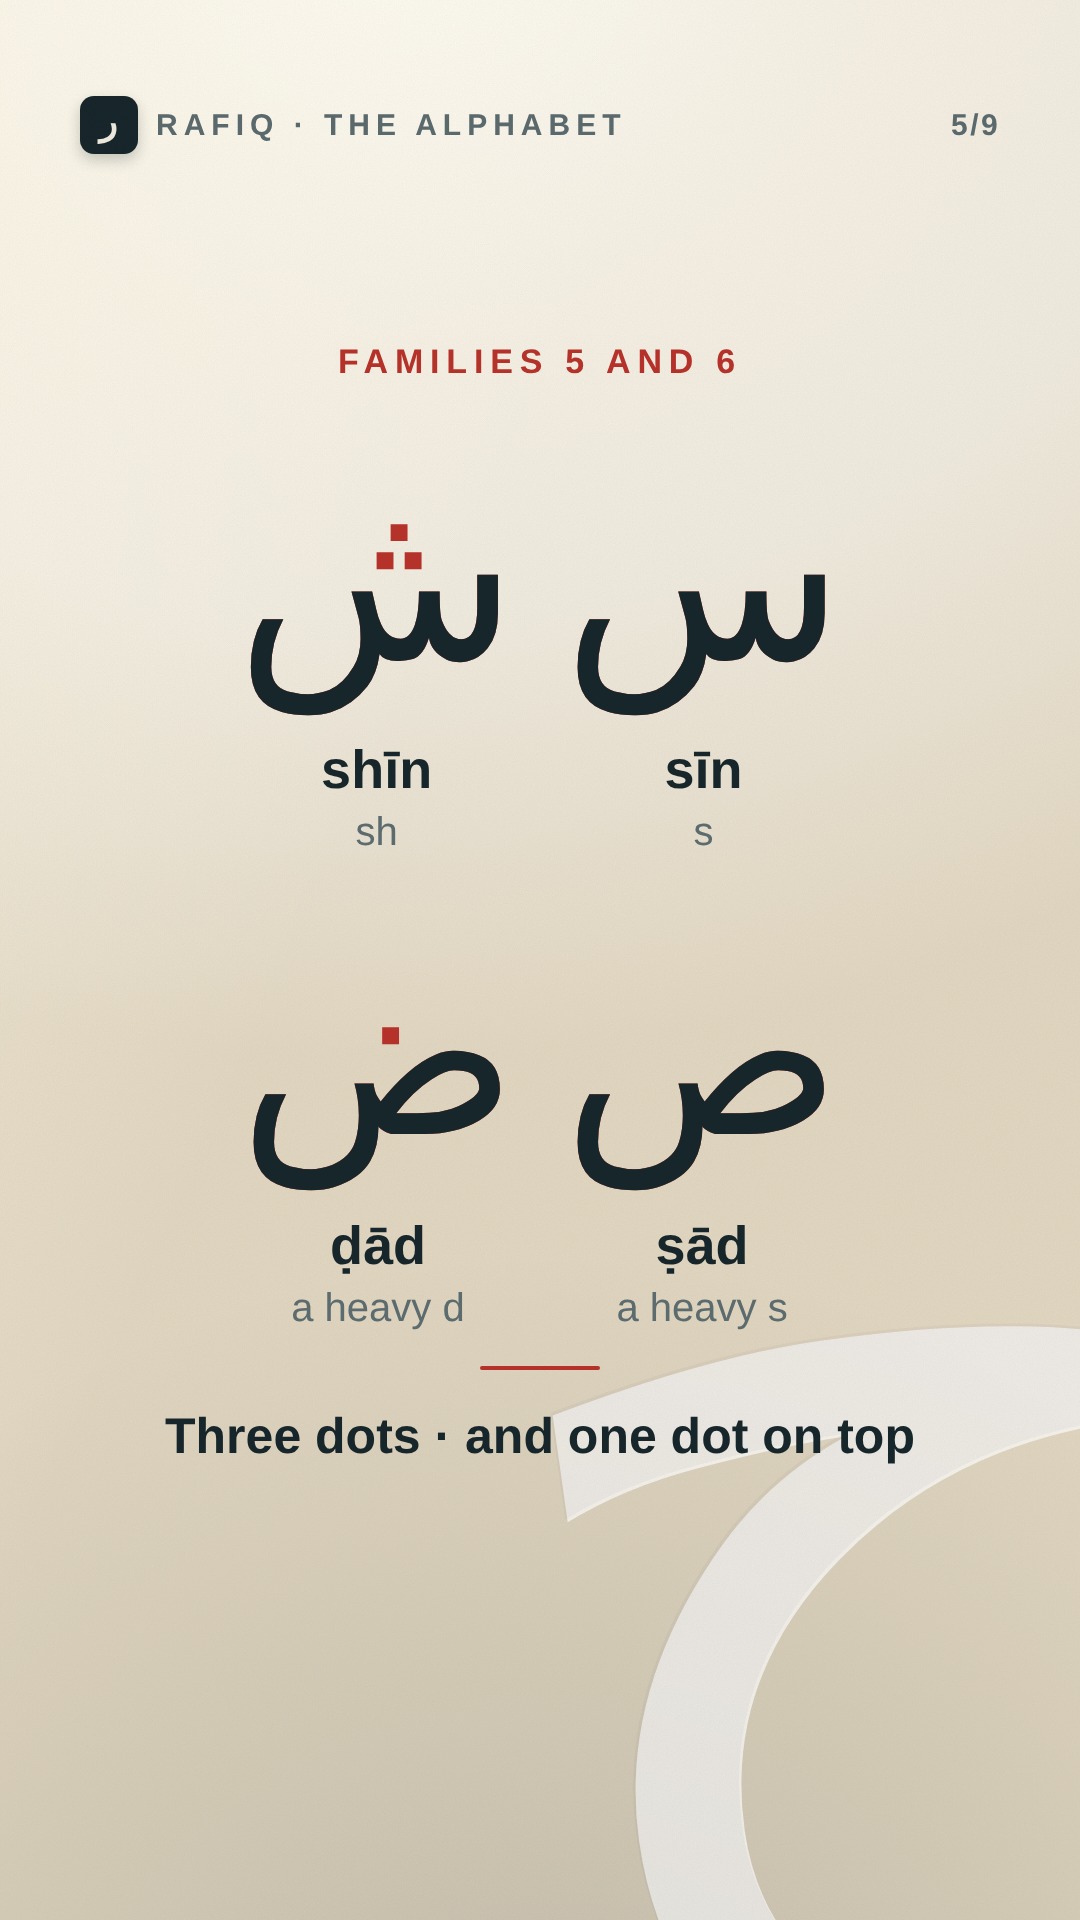 ر RAFIQ · THE ALPHABET 5/9
FAMILIES 5 AND 6
س ش
shīn sīn
sh s
ص ض
ḍād ṣād
a heavy d a heavy s
Three dots · and one dot on top
ح